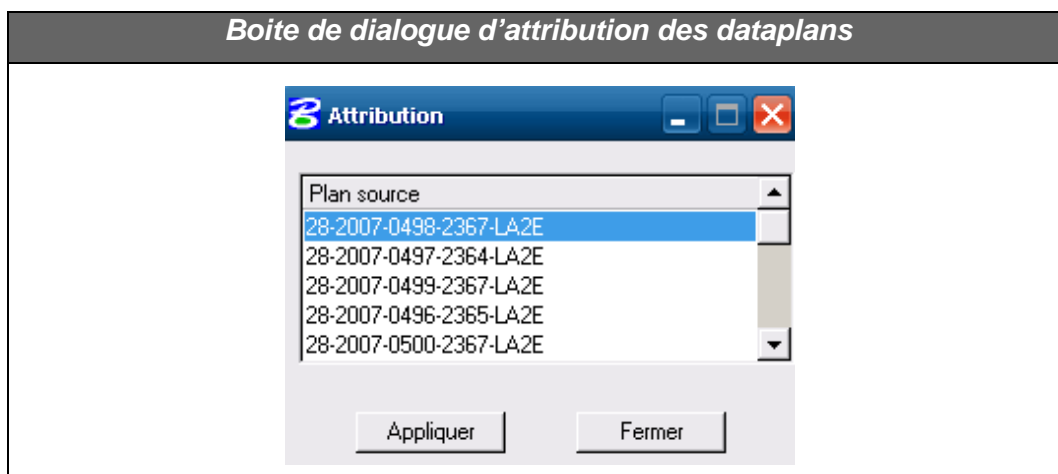 Boite de dialogue d’attribution des dataplans
Attribution
Plan source
28-2007-0498-2367-LA2E
28-2007-0497-2364-LA2E
28-2007-0499-2367-LA2E
28-2007-0496-2365-LA2E
28-2007-0500-2367-LA2E
Appliquer
Fermer